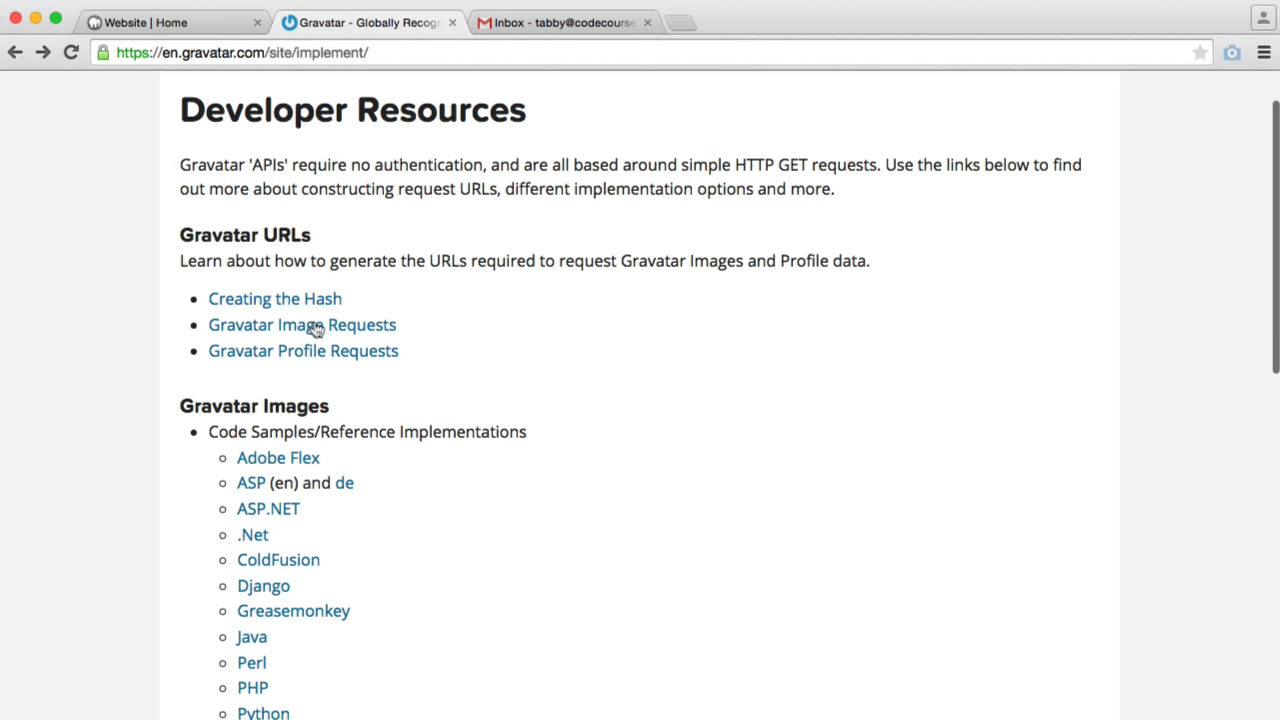 Website | Home
Gravatar - Globally Recogn
Inbox - tabby@codecourse.
https://en.gravatar.com/site/implement/
Developer Resources
Gravatar 'APIs' require no authentication, and are all based around simple HTTP GET requests. Use the links below to find
out more about constructing request URLs, different implementation options and more.
Gravatar URLs
Learn about how to generate the URLs required to request Gravatar Images and Profile data.
Creating the Hash
Gravatar Image Requests
Gravatar Profile Requests
Gravatar Images
Code Samples/Reference Implementations
Adobe Flex
ASP (en) and de
ASP.NET
.Net
ColdFusion
Django
Greasemonkey
Java
Perl
PHP
Python